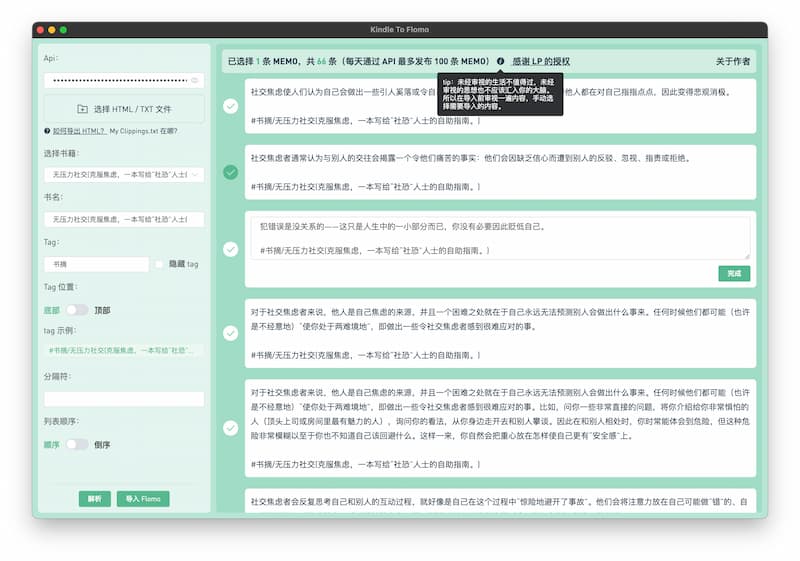 Kindle To Flomo
Api：
选择 HTML / TXT 文件
如何导出 HTML？ My Clippings.txt 在哪？
选择书籍：
无压力社交(克服焦虑，一本写给“社恐”人士(
书名：
无压力社交(克服焦虑，一本写给“社恐”人士(
Tag：
书摘
隐藏 tag
Tag 位置：
底部 顶部
tag 示例：
#书摘/无压力社交(克服焦虑，一本写给“社恐”人士的自助指南。...
分隔符：
列表顺序：
顺序 倒序
解析 导入 Flomo
已选择 1 条 MEMO，共 66 条（每天通过 API 最多发布 100 条 MEMO） 感谢 LP 的授权 关于作者
tip：未经审视的生活不值得过，未经
审视的思想也不应该汇入你的大脑。
所以在导入前审视一遍内容，手动选
择需要导入的内容。
社交焦虑使人们认为自己会做出一些引人奚落或令自
他人都在对自己指指点点，因此变得悲观消极。
#书摘/无压力社交(克服焦虑，一本写给“社恐”人士的自助指南。)
社交焦虑者通常认为与别人的交往会揭露一个令他们痛苦的事实：他们会因缺乏信心而遭到别人的反驳、忽视、指责或拒绝。
#书摘/无压力社交(克服焦虑，一本写给“社恐”人士的自助指南。)
犯错误是没关系的——这只是人生中的一小部分而已，你没有必要因此贬低自己。
#书摘/无压力社交(克服焦虑，一本写给“社恐”人士的自助指南。)
完成
对于社交焦虑者来说，他人是自己焦虑的来源，并且一个困难之处就在于自己永远无法预测别人会做出什么事来。任何时候他们都可能（也许
是不经意地）“使你处于两难境地”，即做出一些令社交焦虑者感到很难应对的事。
#书摘/无压力社交(克服焦虑，一本写给“社恐”人士的自助指南。)
对于社交焦虑者来说，他人是自己焦虑的来源，并且一个困难之处就在于自己永远无法预测别人会做出什么事来。任何时候他们都可能（也许
是不经意地）“使你处于两难境地”，即做出一些令社交焦虑者感到很难应对的事。比如，问你一些非常直接的问题，将你介绍给你非常惧怕的
人（顶头上司或房间里最有魅力的人），询问你的看法，从你身边走开去和别人攀谈。因此在和别人相处时，你时常能体会到危险，但这种危
险非常模糊以至于你也不知道自己该回避什么。这样一来，你自然会把重心放在怎样使自己更有“安全感”上。
#书摘/无压力社交(克服焦虑，一本写给“社恐”人士的自助指南。)
社交焦虑者会反复思考自己和别人的互动过程，就好像是自己在这个过程中“惊险地避开了事故”。他们会将注意力放在自己可能“错”的、自